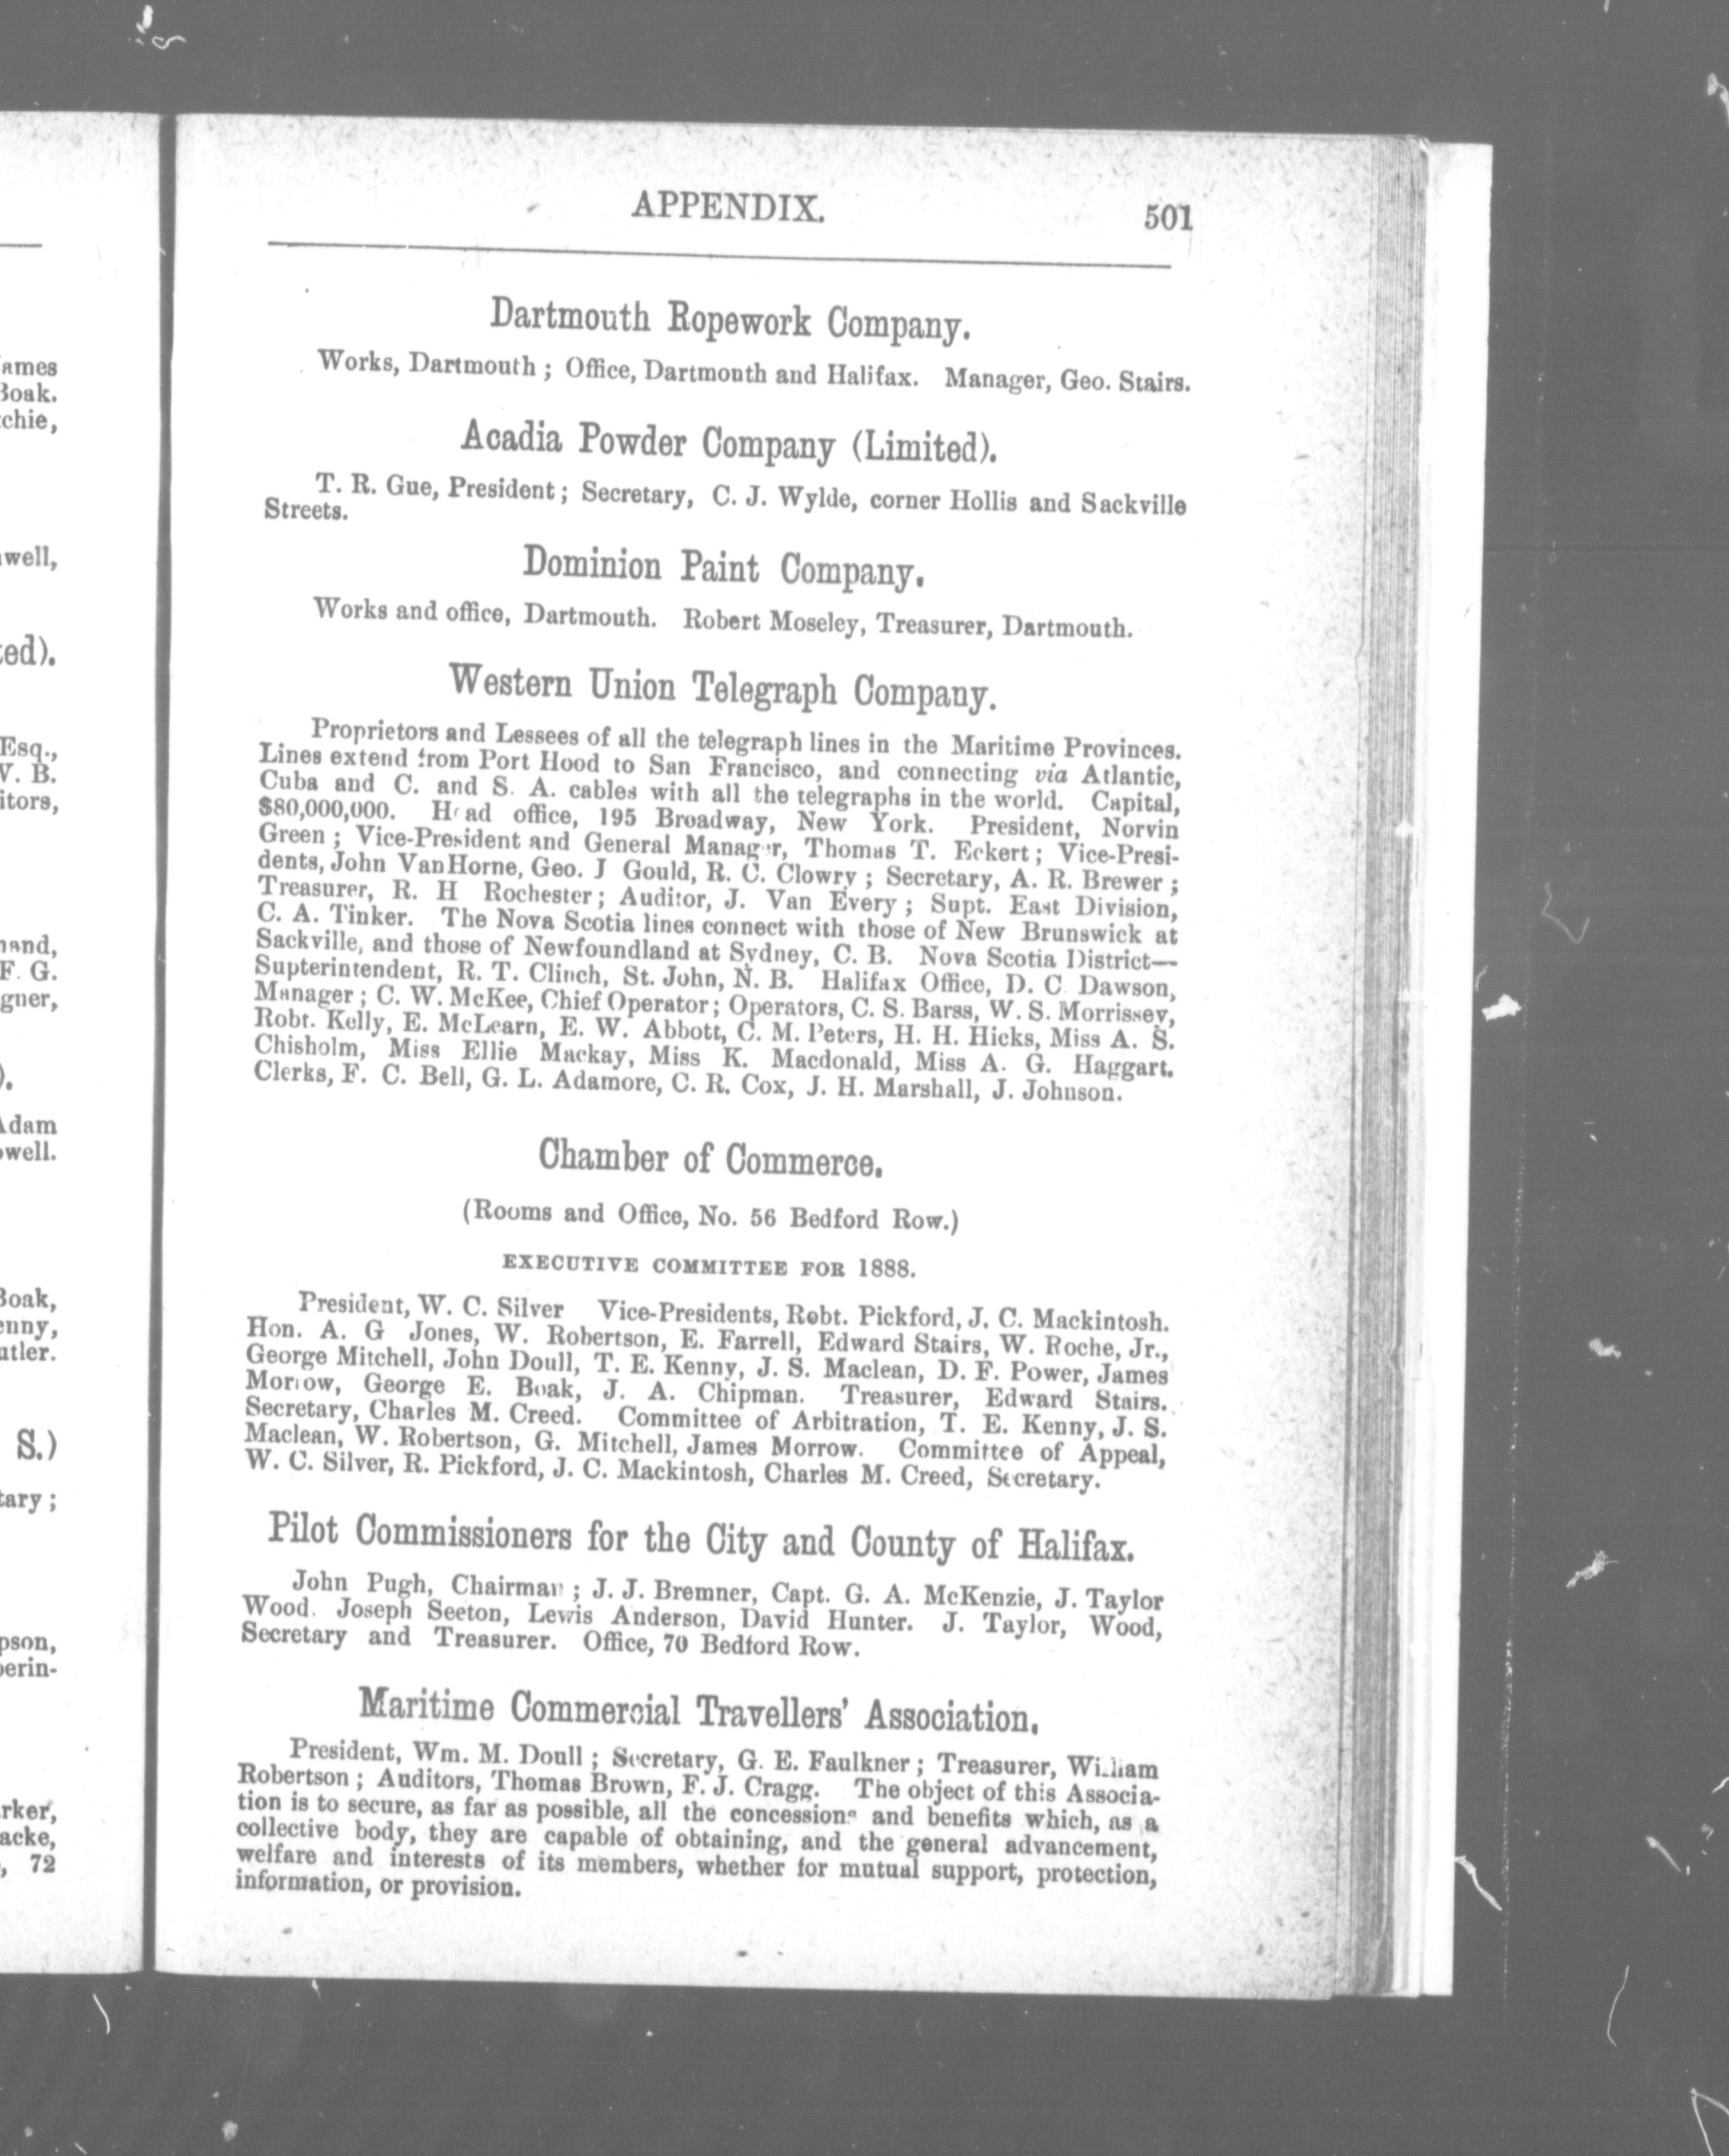 APPENDIX. 501
Dartmouth Ropework Company.
Works, Dartmouth ; Office, Dartmouth and Halifax. Manager, Geo. Stairs.
Acadia Powder Company (Limited).
T. R. Gue, President ; Secretary, C. J. Wylde, corner Hollis and Sackville
Streets.
Dominion Paint Company.
Works and office, Dartmouth. Robert Moseley, Treasurer, Dartmouth.
Western Union Telegraph Company.
Proprietors and Lessees of all the telegraph lines in the Maritime Provinces.
Lines extend from Port Hood to San Francisco, and connecting via Atlantic,
Cuba and C. and S. A. cables with all the telegraphs in the world. Capital,
$80,000,000. Head office, 195 Broadway, New York. President, Norvin
Green ; Vice-President and General Manager, Thomas T. Eckert ; Vice-Presi-
dents, John VanHorne, Geo. J Gould, R. C. Clowry ; Secretary, A. R. Brewer ;
Treasurer, R. H Rochester ; Auditor, J. Van Every ; Supt. East Division,
C. A. Tinker. The Nova Scotia lines connect with those of New Brunswick at
Sackville, and those of Newfoundland at Sydney, C. B. Nova Scotia District—
Supterintendent, R. T. Clinch, St. John, N. B. Halifax Office, D. C Dawson,
Manager ; C. W. McKee, Chief Operator ; Operators, C. S. Barss, W. S. Morrissey,
Robt. Kelly, E. McLearn, E. W. Abbott, C. M. Peters, H. H. Hicks, Miss A. S.
Chisholm, Miss Ellie Mackay, Miss K. Macdonald, Miss A. G. Haggart.
Clerks, F. C. Bell, G. L. Adamore, C. R. Cox, J. H. Marshall, J. Johnson.
Chamber of Commerce.
(Rooms and Office, No. 56 Bedford Row.)
EXECUTIVE COMMITTEE FOR 1888.
President, W. C. Silver Vice-Presidents, Robt. Pickford, J. C. Mackintosh.
Hon. A. G Jones, W. Robertson, E. Farrell, Edward Stairs, W. Roche, Jr.,
George Mitchell, John Doull, T. E. Kenny, J. S. Maclean, D. F. Power, James
Morrow, George E. Boak, J. A. Chipman. Treasurer, Edward Stairs.
Secretary, Charles M. Creed. Committee of Arbitration, T. E. Kenny, J. S.
Maclean, W. Robertson, G. Mitchell, James Morrow. Committee of Appeal,
W. C. Silver, R. Pickford, J. C. Mackintosh, Charles M. Creed, Secretary.
Pilot Commissioners for the City and County of Halifax.
John Pugh, Chairman ; J. J. Bremner, Capt. G. A. McKenzie, J. Taylor
Wood. Joseph Seeton, Lewis Anderson, David Hunter. J. Taylor, Wood,
Secretary and Treasurer. Office, 70 Bedford Row.
Maritime Commercial Travellers' Association.
President, Wm. M. Doull ; Secretary, G. E. Faulkner ; Treasurer, William
Robertson ; Auditors, Thomas Brown, F. J. Cragg. The object of this Associa-
tion is to secure, as far as possible, all the concessions and benefits which, as a
collective body, they are capable of obtaining, and the general advancement,
welfare and interests of its members, whether for mutual support, protection,
information, or provision.